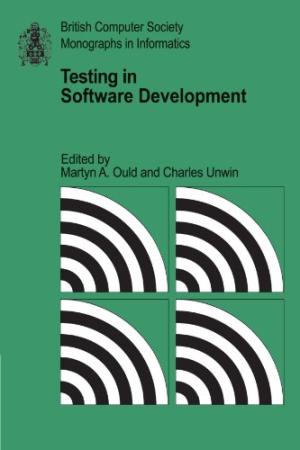 British Computer Society
Monographs in Informatics
Testing in
Software Development
Edited by
Martyn A. Ould and Charles Unwin